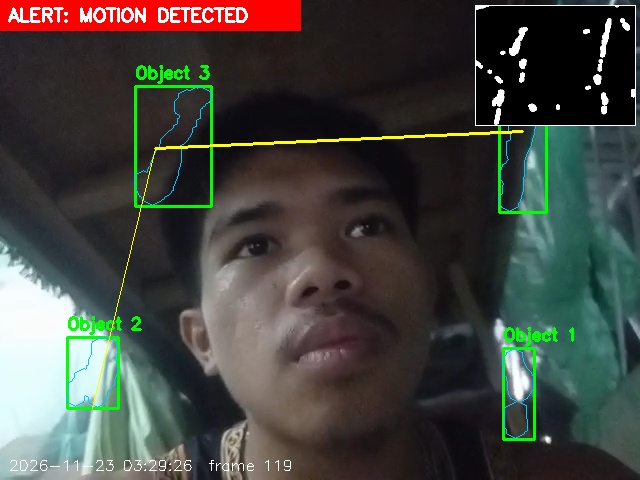 ALERT: MOTION DETECTED
Object 3
Object 2
Object 1
2026-11-23 03:29:26 frame 119